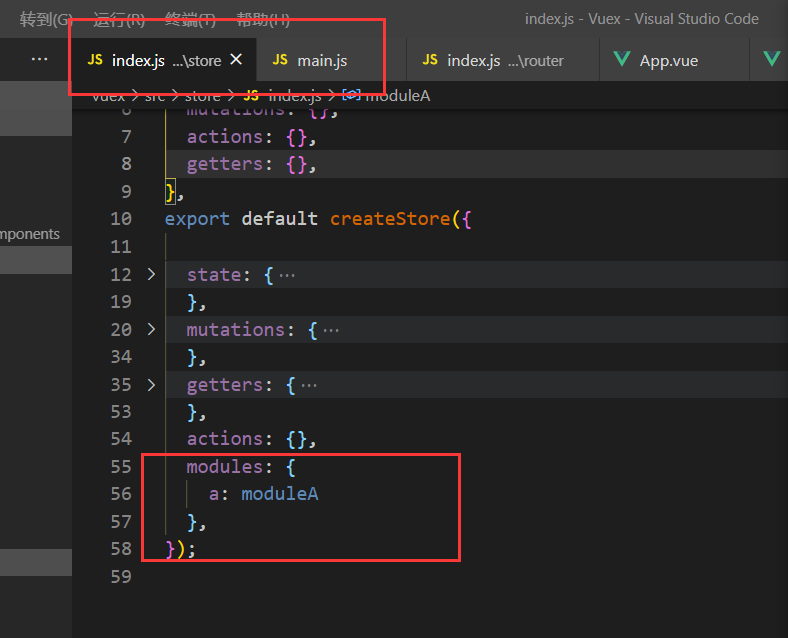 转到(G) 运行(R) 终端(T) 帮助(H) index.js - Vuex - Visual Studio Code
··· JS index.js ...\store × JS main.js JS index.js ...\router App.vue
vuex > src > store > JS index.js > moduleA
6 mutations: {},
7 actions: {},
8 getters: {},
9 },
mponents
10 export default createStore({
11
12 > state: { ···
19 },
20 > mutations: { ···
34 },
35 > getters: { ···
53 },
54 actions: {},
55 modules: {
56 a: moduleA
57 },
58 });
59